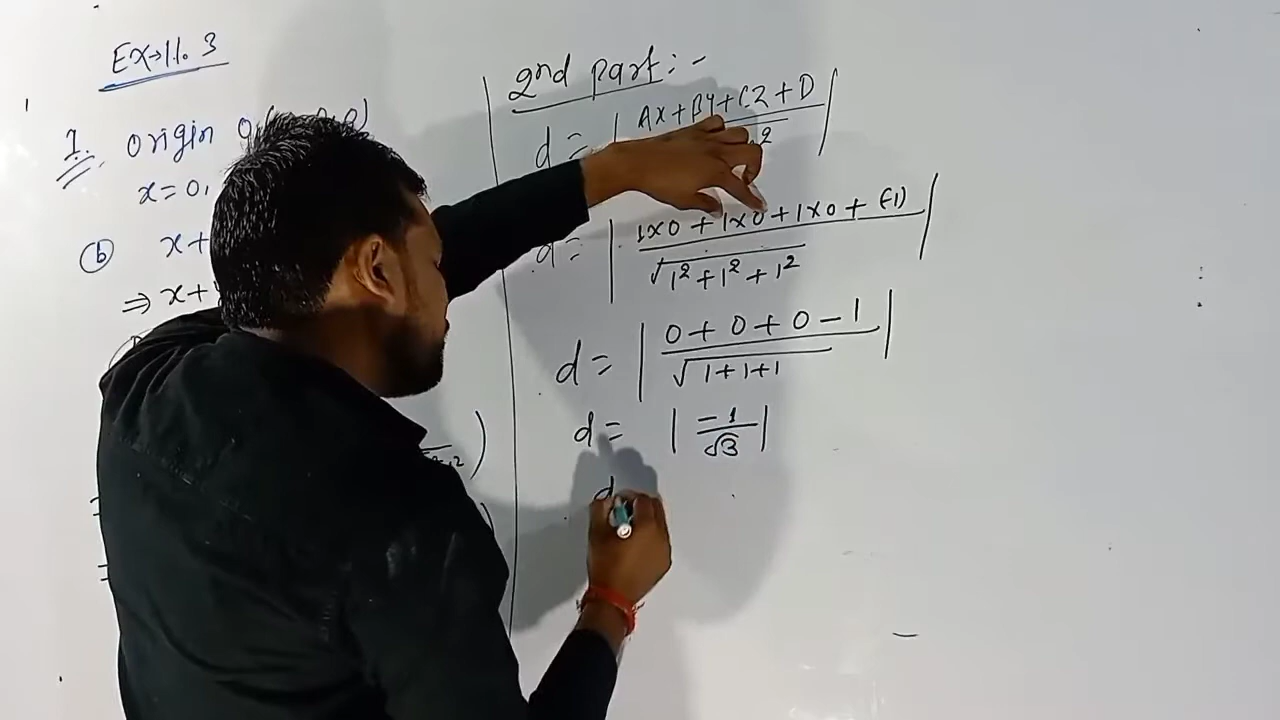 Ex→11.3
1. origin
x=0,
(b) x+
⇒ x+
2nd part:-
d = | Ax+By+CZ+D |
d = | 1×0+1×0+1×0+(-1) / √1²+1²+1² |
d = | 0+0+0-1 / √1+1+1 |
d = | -1/√3 |
d